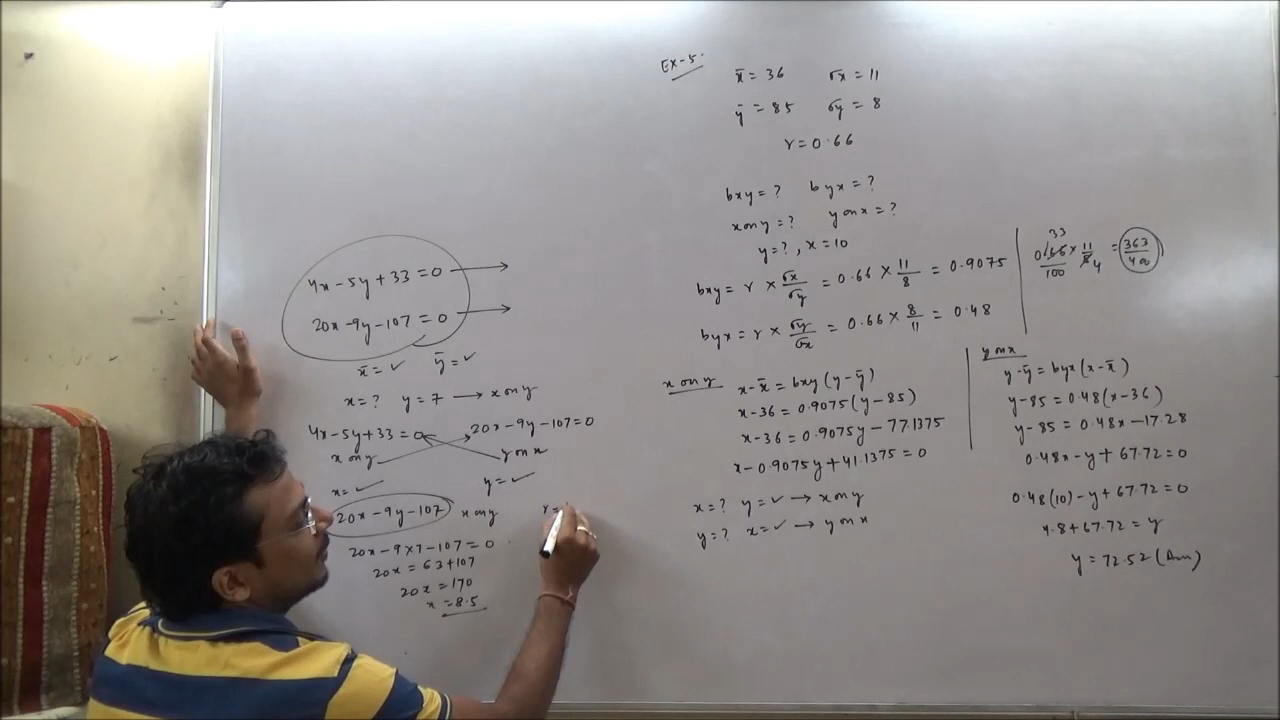 4x-5y+33=0
20x-9y-107=0
x̄=✓ ȳ=✓
x=? y=7 → x on y
4x-5y+33=0 20x-9y-107=0
x on y y on x
x=✓ y=✓
20x-9y-107 x on y
20x-9×7-107=0
20x=63+107
20x=170
x=8.5
r=
Ex-5.
x̄=36 σx=11
ȳ=85 σy=8
r=0.66
bxy=? byx=?
x on y=? y on x=?
y=?, x=10
bxy=r×σx/σy=0.66×11/8=0.9075
byx=r×σy/σx=0.66×8/11=0.48
33
0.66/100×11/8 4=363/400
x on y
x-x̄=bxy(y-ȳ)
x-36=0.9075(y-85)
x-36=0.9075y-77.1375
x-0.9075y+41.1375=0
x=? y=✓ → x on y
y=? x=✓ → y on x
y on x
y-ȳ=byx(x-x̄)
y-85=0.48(x-36)
y-85=0.48x-17.28
0.48x-y+67.72=0
0.48(10)-y+67.72=0
4.8+67.72=y
y=72.52(Ans)